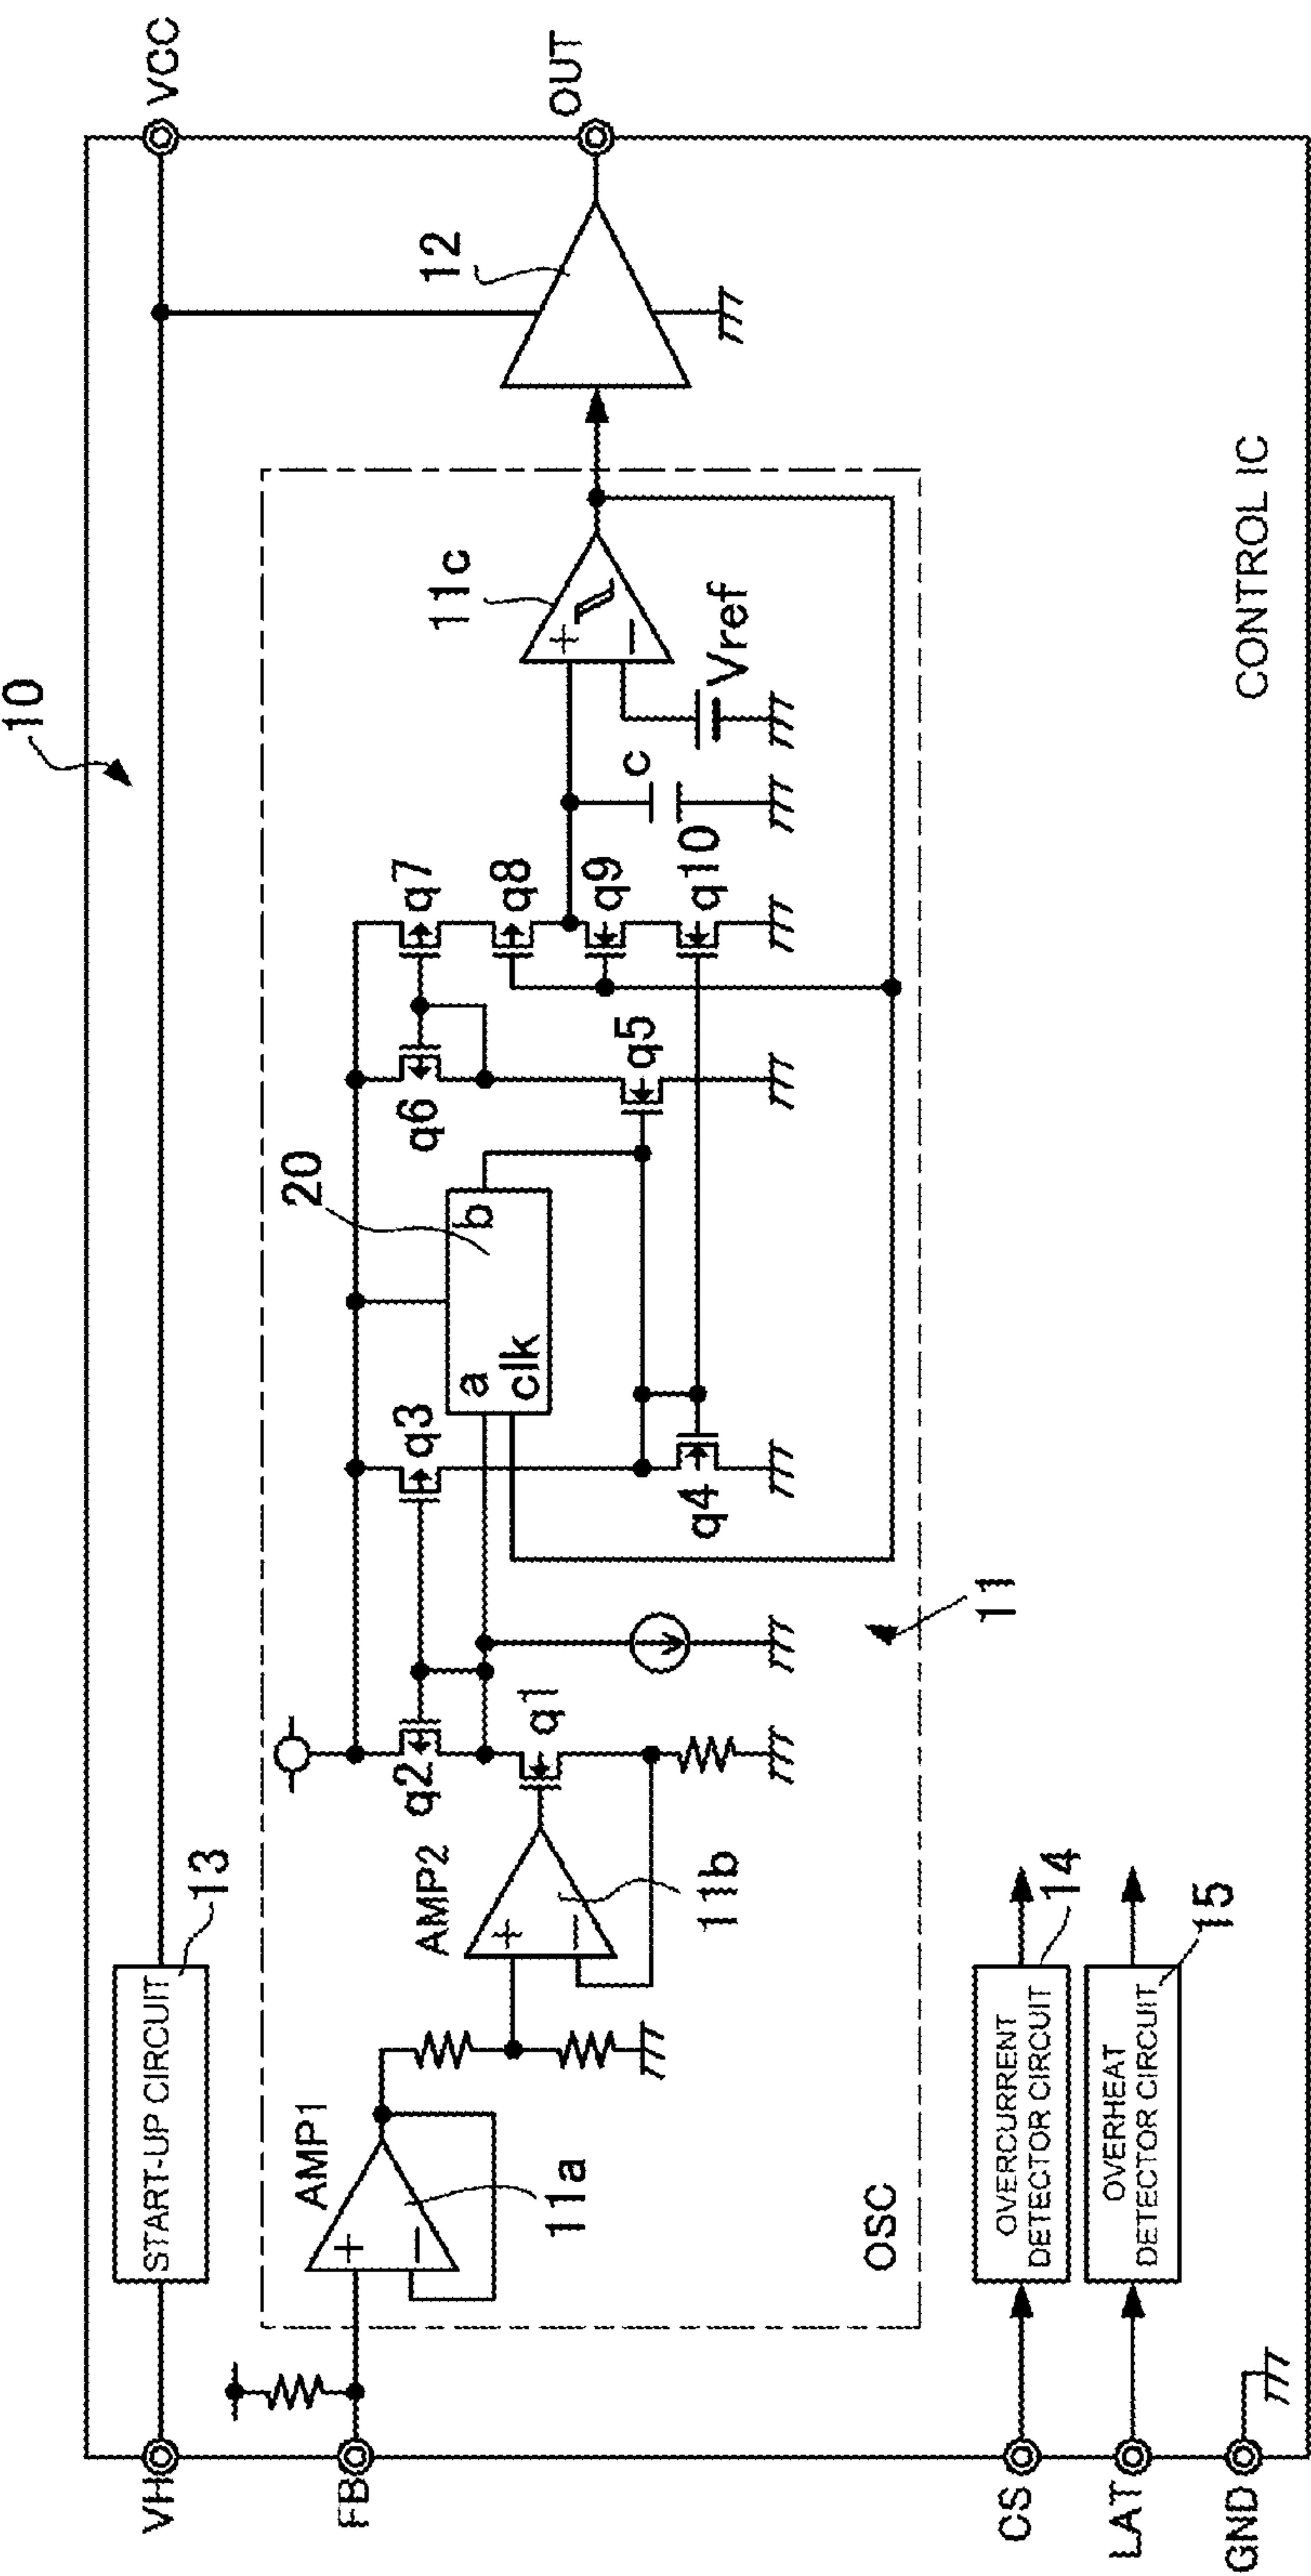 10
VH
START-UP CIRCUIT
13
VCC
FB
AMP1
+
−
11a
AMP2
+
−
11b
q2
q1
q3
q4
20
a
b
clk
q6
q5
q7
q8
q9
q10
c
Vref
11c
+
−
12
OUT
OSC
11
CS
OVERCURRENT
DETECTOR CIRCUIT
14
LAT
OVERHEAT
DETECTOR CIRCUIT
15
GND
CONTROL IC